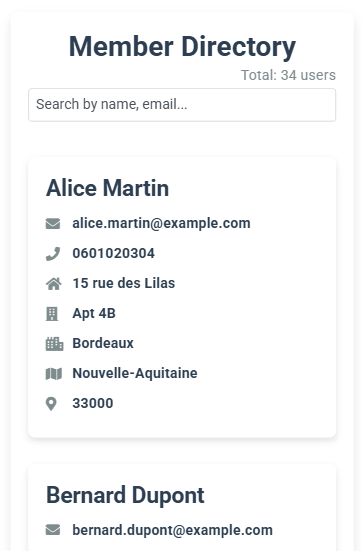 Member Directory
Total: 34 users
Search by name, email...
Alice Martin
alice.martin@example.com
0601020304
15 rue des Lilas
Apt 4B
Bordeaux
Nouvelle-Aquitaine
33000
Bernard Dupont
bernard.dupont@example.com